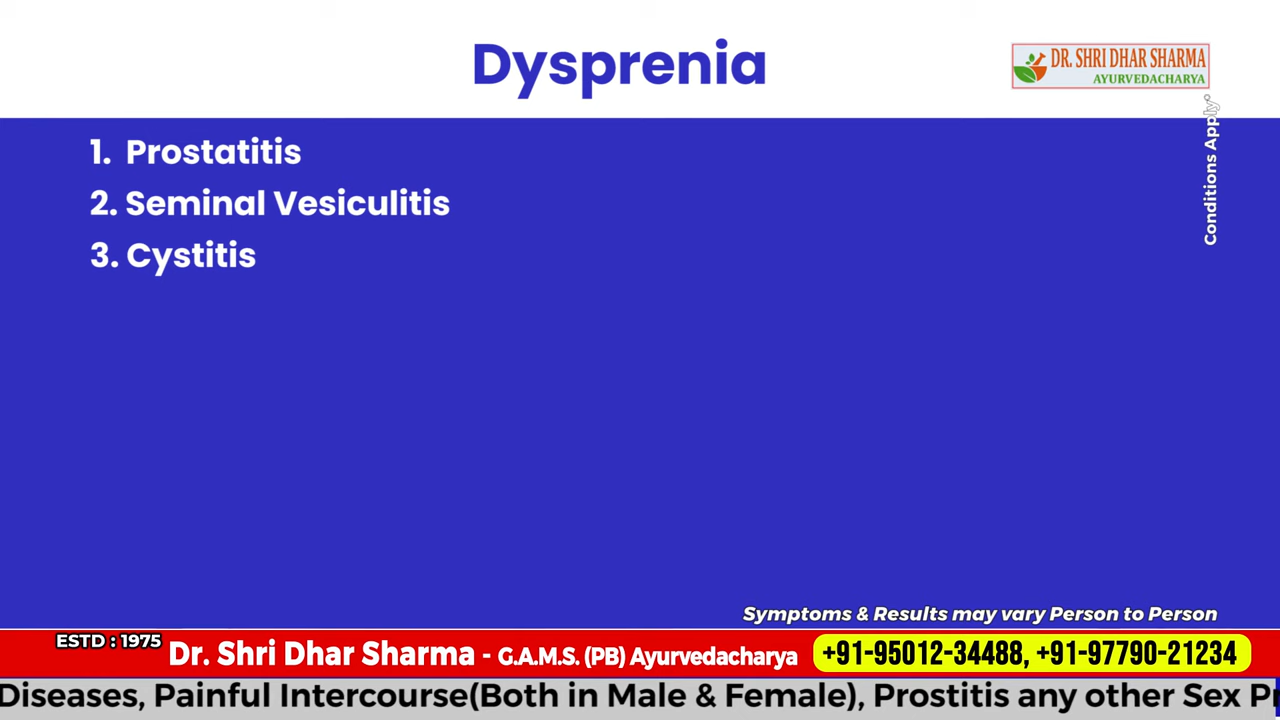 Dysprenia
DR. SHRI DHAR SHARMA
AYURVEDACHARYA
Conditions Apply°
1. Prostatitis
2. Seminal Vesiculitis
3. Cystitis
Symptoms & Results may vary Person to Person
ESTD : 1975
Dr. Shri Dhar Sharma - G.A.M.S. (PB) Ayurvedacharya
+91-95012-34488, +91-97790-21234
Diseases, Painful Intercourse(Both in Male & Female), Prostitis any other Sex